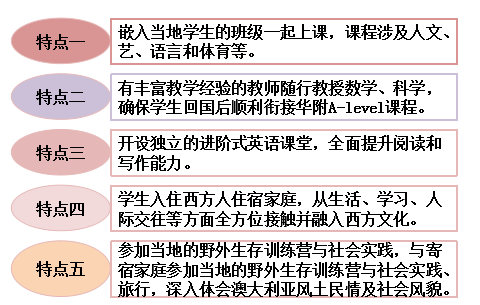 特点一
嵌入当地学生的班级一起上课，课程涉及人文、
艺、语言和体育等。
特点二
有丰富教学经验的教师随行教授数学、科学，
确保学生回国后顺利衔接华附A-level课程。
特点三
开设独立的进阶式英语课堂，全面提升阅读和
写作能力。
特点四
学生入住西方人住宿家庭，从生活、学习、人
际交往等方面全方位接触并融入西方文化。
特点五
参加当地的野外生存训练营与社会实践，与寄
宿家庭参加当地的野外生存训练营与社会实践、
旅行，深入体会澳大利亚风土民情及社会风貌。